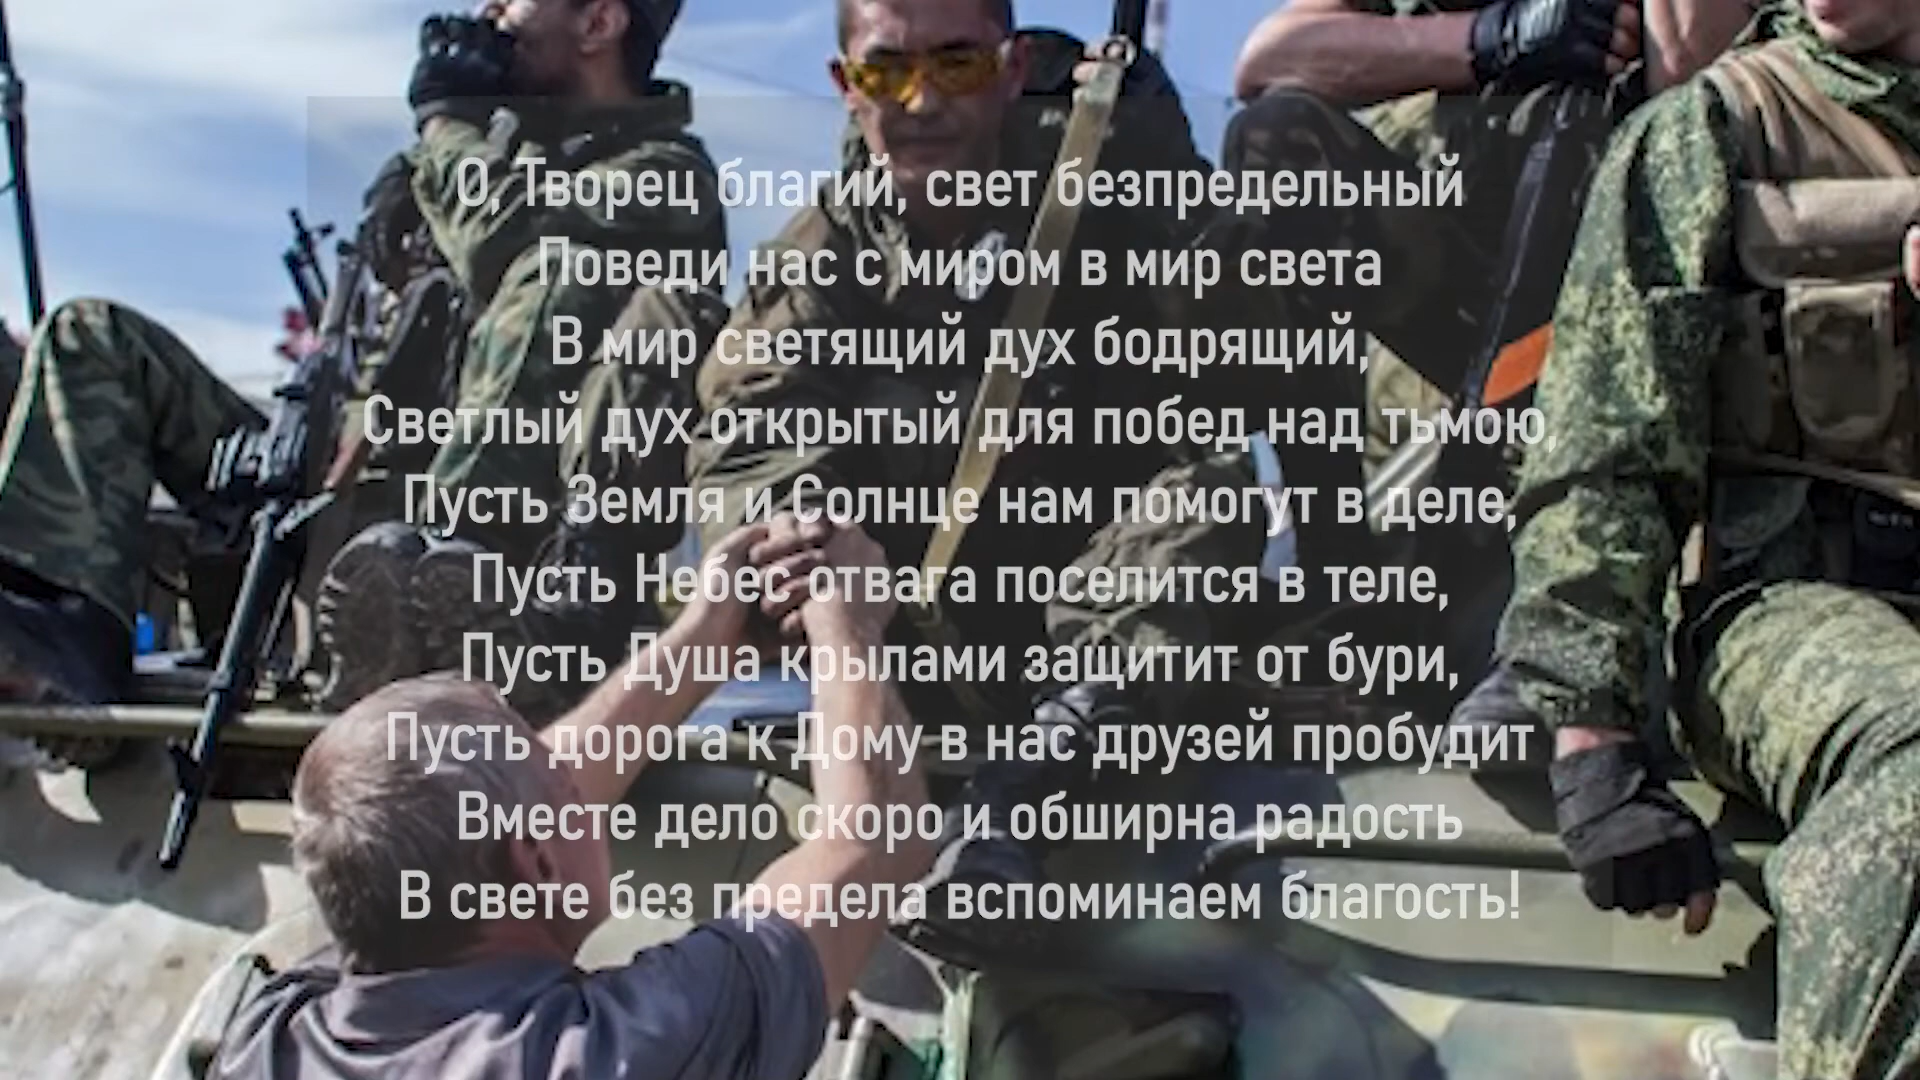 О, Творец благий, свет безпредельный
Поведи нас с миром в мир света
В мир светящий дух бодрящий,
Светлый дух открытый для побед над тьмою,
Пусть Земля и Солнце нам помогут в деле,
Пусть Небес отвага поселится в теле,
Пусть Душа крылами защитит от бури,
Пусть дорога к Дому в нас друзей пробудит
Вместе дело скоро и обширна радость
В свете без предела вспоминаем благость!